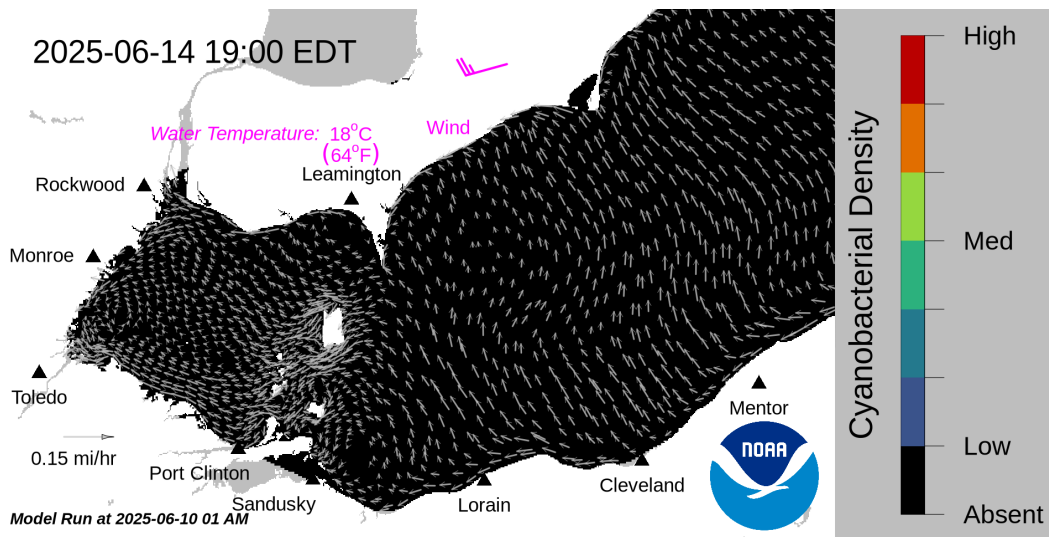 2025-06-14 19:00 EDT
Water Temperature: 18°C
(64°F)
Wind
Leamington
Rockwood
Monroe
Toledo
0.15 mi/hr
Port Clinton
Sandusky
Lorain
Cleveland
Mentor
NOAA
Model Run at 2025-06-10 01 AM
Cyanobacterial Density
High
Med
Low
Absent